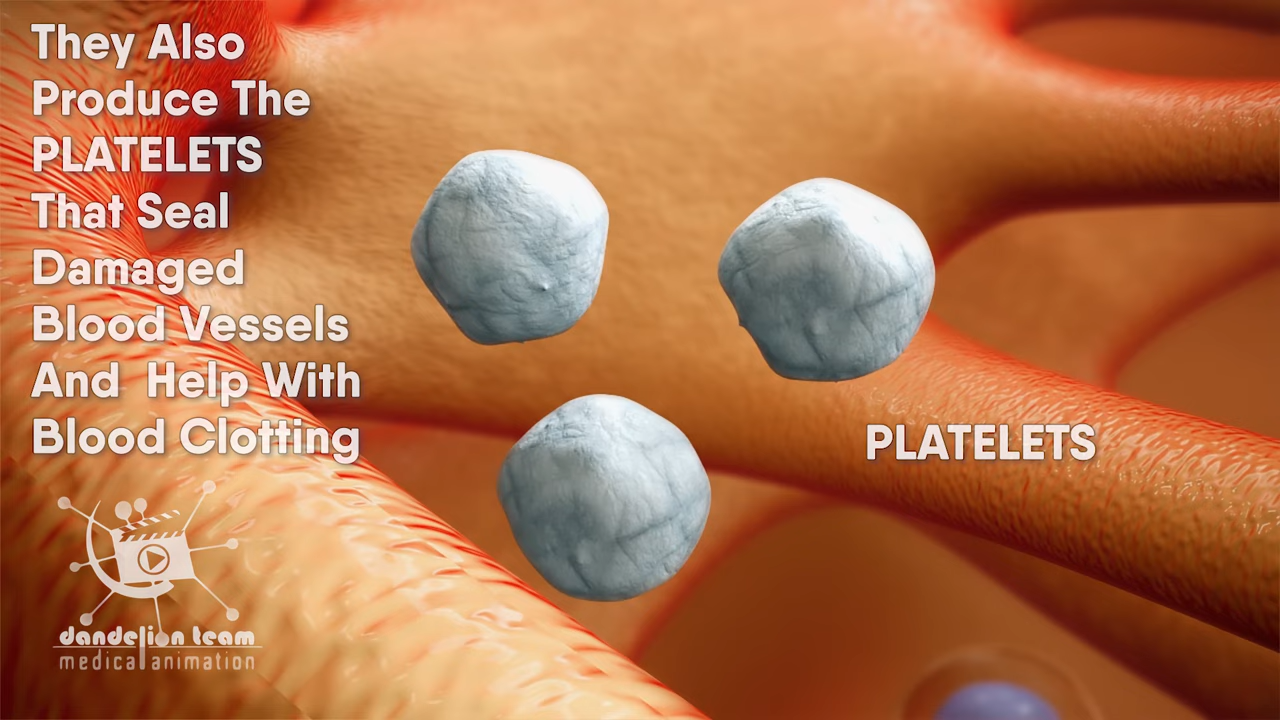 They Also
Produce The
PLATELETS
That Seal
Damaged
Blood Vessels
And  Help With
Blood Clotting
PLATELETS
dandelion team
medical animation